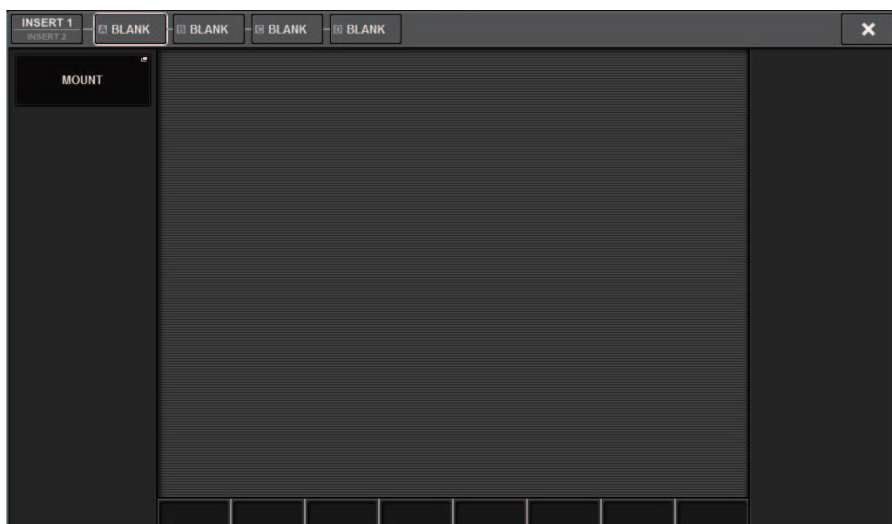 INSERT 1
INSERT 2
A BLANK
B BLANK
C BLANK
D BLANK
MOUNT